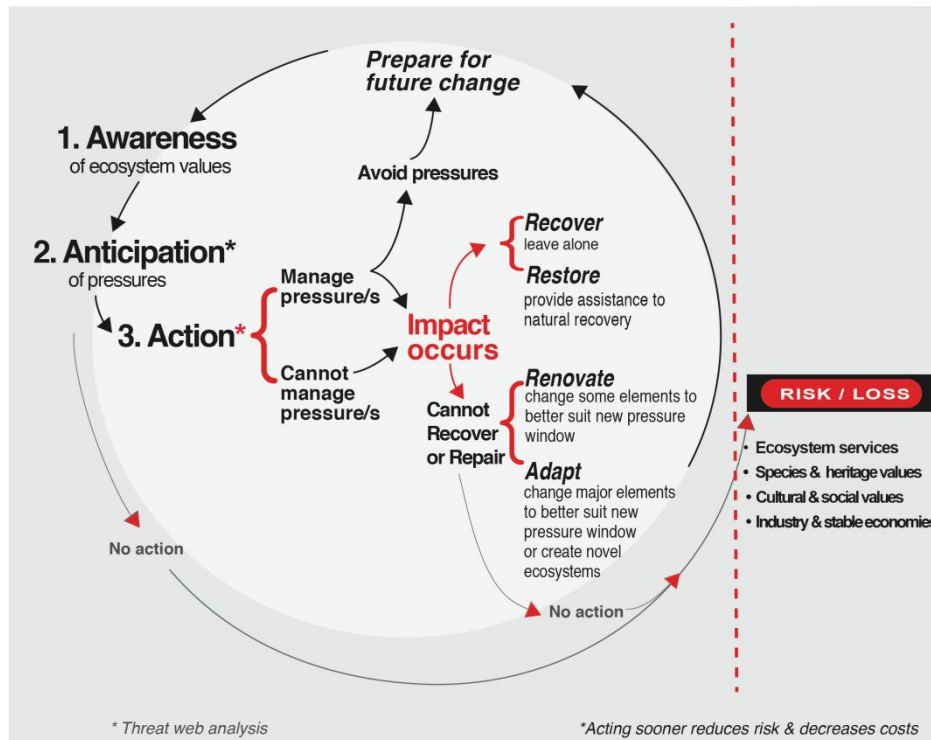 Prepare for
future change
1. Awareness
of ecosystem values
Avoid pressures
2. Anticipation*
of pressures
Manage
pressure/s
3. Action*
Cannot
manage
pressure/s
Impact
occurs
Recover
leave alone
Restore
provide assistance to
natural recovery
Cannot
Recover
or Repair
Renovate
change some elements to
better suit new pressure
window
Adapt
change major elements
to better suit new
pressure window
or create novel
ecosystems
No action
No action
RISK / LOSS
• Ecosystem services
• Species & heritage values
• Cultural & social values
• Industry & stable economies
* Threat web analysis
*Acting sooner reduces risk & decreases costs